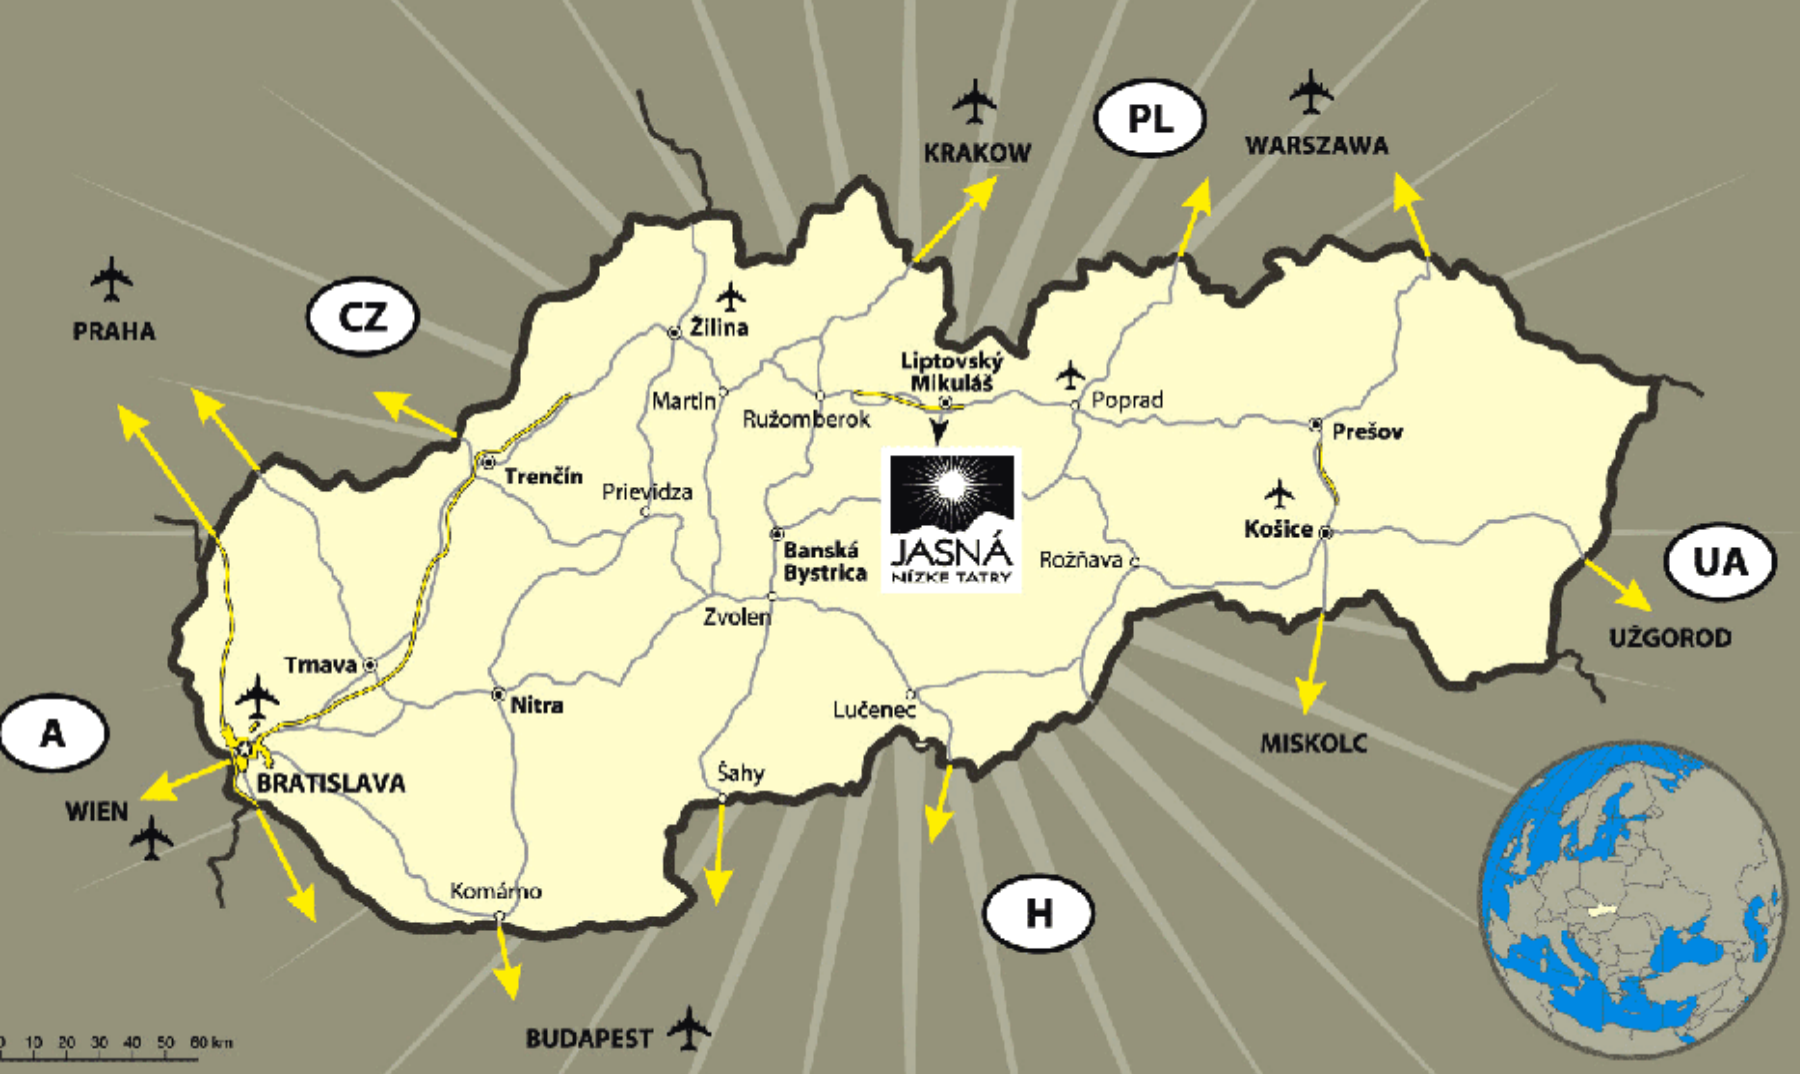 KRAKOW
PL
WARSZAWA
PRAHA
CZ
Žilina
Liptovský
Mikuláš
Martin
Ružomberok
Poprad
Prešov
Trenčín
Prievidza
Banská
Bystrica
JASNÁ
NÍZKE TATRY
Košice
Rožňava
UA
UŽGOROD
Zvolen
Trnava
Nitra
Lučenec
A
MISKOLC
BRATISLAVA
Šahy
WIEN
Komárno
H
BUDAPEST
0 10 20 30 40 50 60 km